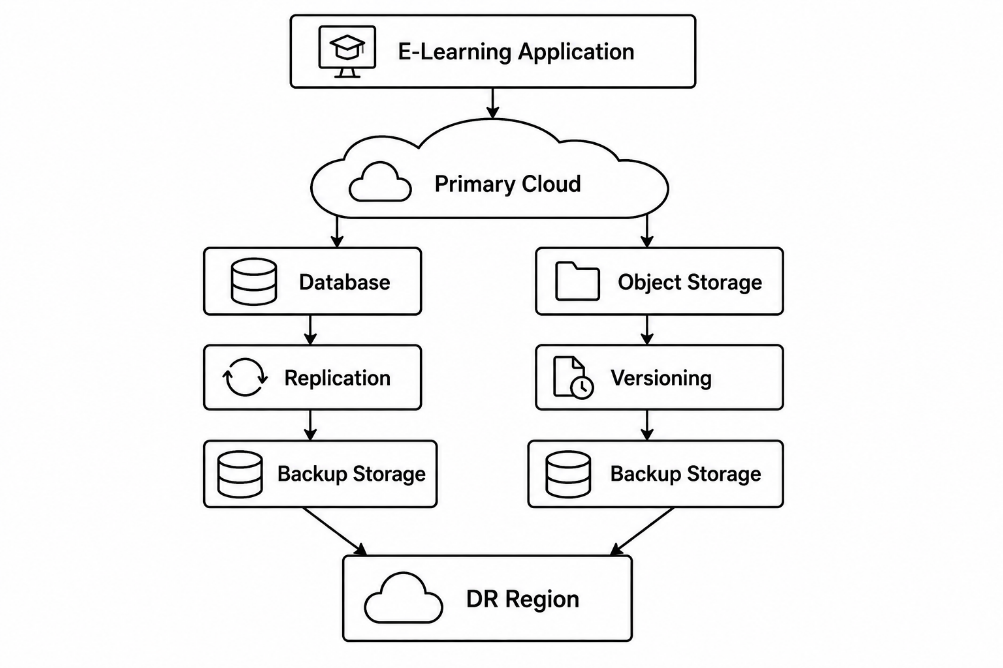 E-Learning Application
Primary Cloud
Database
Object Storage
Replication
Versioning
Backup Storage
Backup Storage
DR Region